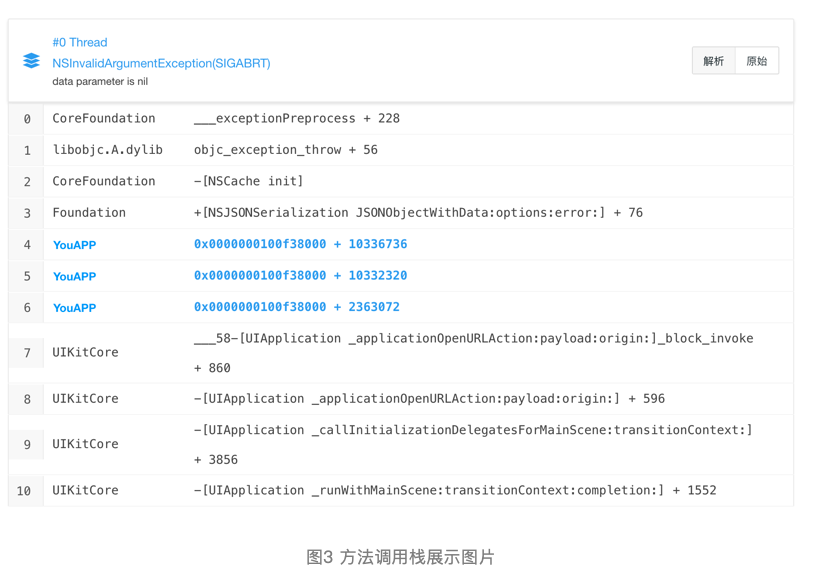 #0 Thread
NSInvalidArgumentException(SIGABRT)
data parameter is nil
解析 原始
0 CoreFoundation ___exceptionPreprocess + 228
1 libobjc.A.dylib objc_exception_throw + 56
2 CoreFoundation -[NSCache init]
3 Foundation +[NSJSONSerialization JSONObjectWithData:options:error:] + 76
4 YouAPP 0x0000000100f38000 + 10336736
5 YouAPP 0x0000000100f38000 + 10332320
6 YouAPP 0x0000000100f38000 + 2363072
7 UIKitCore ___58-[UIApplication _applicationOpenURLAction:payload:origin:]_block_invoke
+ 860
8 UIKitCore -[UIApplication _applicationOpenURLAction:payload:origin:] + 596
9 UIKitCore -[UIApplication _callInitializationDelegatesForMainScene:transitionContext:]
+ 3856
10 UIKitCore -[UIApplication _runWithMainScene:transitionContext:completion:] + 1552
图3 方法调用栈展示图片